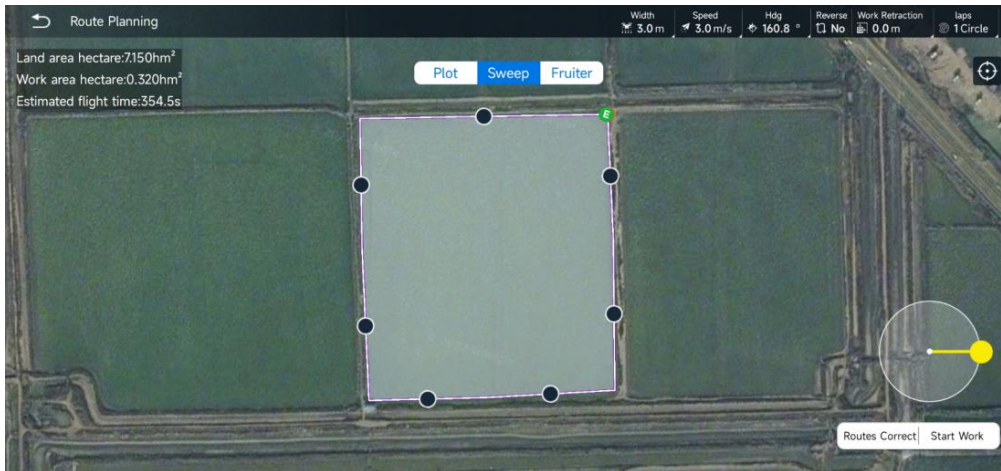 Route Planning
Width Speed Hdg Reverse Work Retraction laps
3.0 m 3.0 m/s 160.8 ° No 0.0 m 1 Circle
Land area hectare:7.150hm²
Work area hectare:0.320hm²
Estimated flight time:354.5s
Plot Sweep Fruiter
E
Routes Correct Start Work